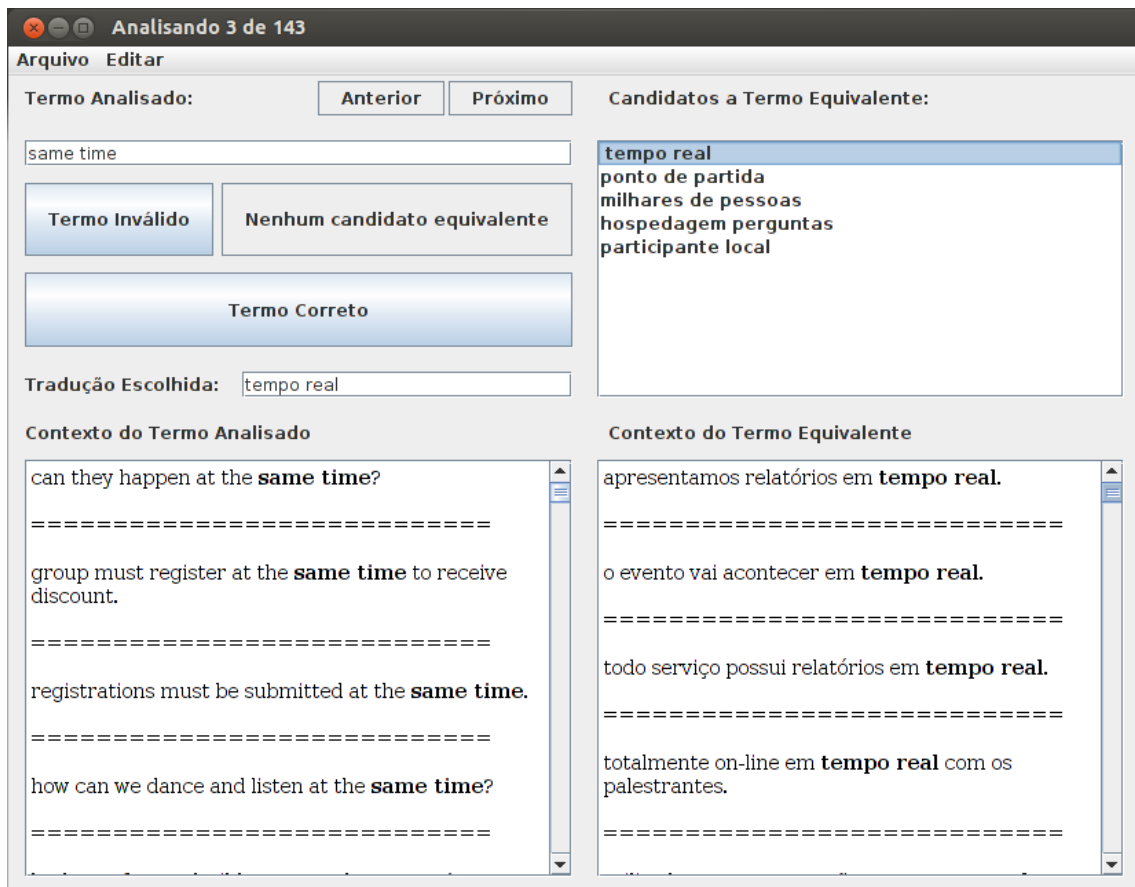 Analisando 3 de 143
Arquivo Editar
Termo Analisado:
Anterior
Próximo
same time
Termo Inválido
Nenhum candidato equivalente
Termo Correto
Tradução Escolhida:
tempo real
Candidatos a Termo Equivalente:
tempo real
ponto de partida
milhares de pessoas
hospedagem perguntas
participante local
Contexto do Termo Analisado
can they happen at the same time?
============================
group must register at the same time to receive
discount.
============================
registrations must be submitted at the same time.
============================
how can we dance and listen at the same time?
============================
Contexto do Termo Equivalente
apresentamos relatórios em tempo real.
============================
o evento vai acontecer em tempo real.
============================
todo serviço possui relatórios em tempo real.
============================
totalmente on-line em tempo real com os
palestrantes.
============================